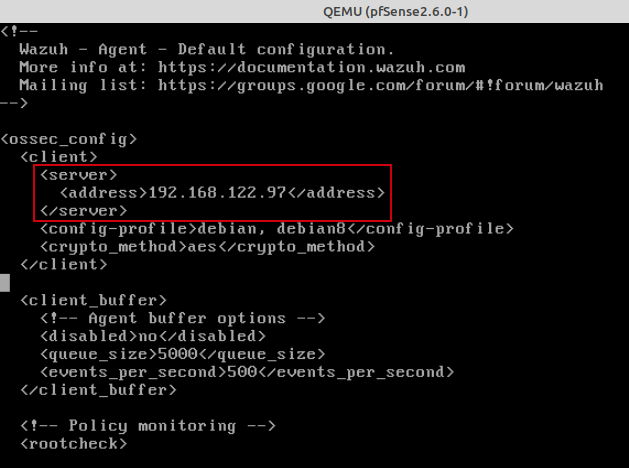 QEMU (pfSense2.6.0-1)
<!--
  Wazuh - Agent - Default configuration.
  More info at: https://documentation.wazuh.com
  Mailing list: https://groups.google.com/forum/#!forum/wazuh
-->
<ossec_config>
  <client>
    <server>
      <address>192.168.122.97</address>
    </server>
    <config-profile>debian, debian8</config-profile>
    <crypto_method>aes</crypto_method>
  </client>
  <client_buffer>
    <!-- Agent buffer options -->
    <disabled>no</disabled>
    <queue_size>5000</queue_size>
    <events_per_second>500</events_per_second>
  </client_buffer>
  <!-- Policy monitoring -->
  <rootcheck>